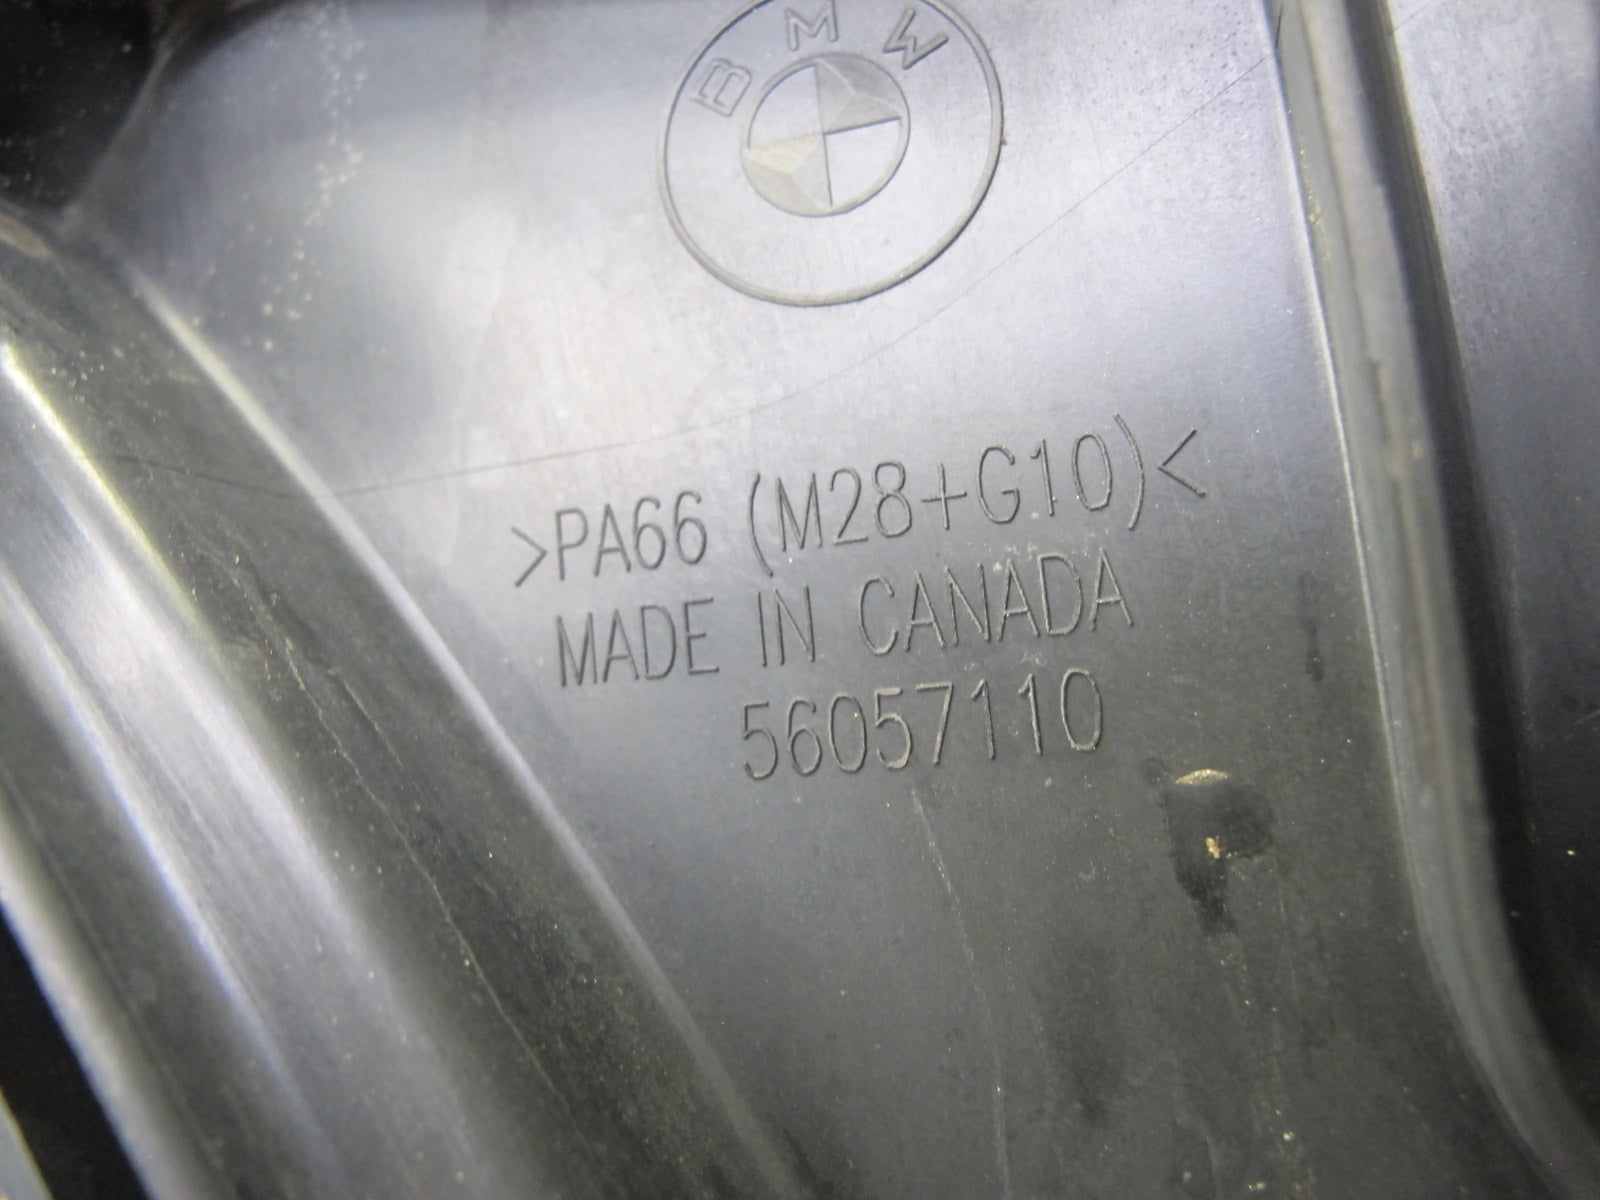 BMW
>PA66 (M28+G10)<
MADE IN CANADA
56057110